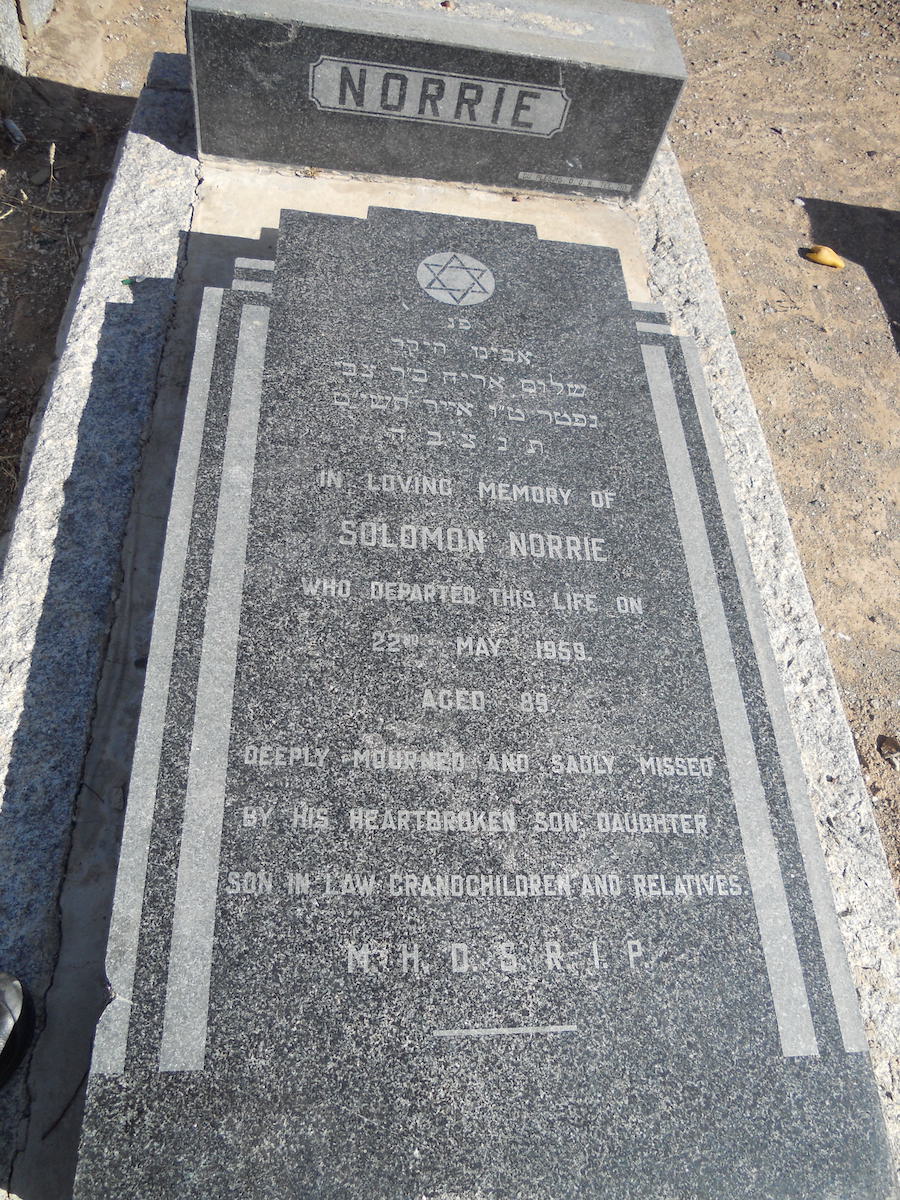 NORRIE
פנ
אבינו היקר
שלום אריה ב״ר צבי
נפטר ט״ו אייר תשי״ט
ת נ צ ב ה
IN LOVING MEMORY OF
SOLOMON NORRIE
WHO DEPARTED THIS LIFE ON
22ND MAY 1959.
AGED 89.
DEEPLY MOURNED AND SADLY MISSED
BY HIS HEARTBROKEN SON, DAUGHTER
SON IN LAW GRANDCHILDREN AND RELATIVES.
M. H. D. S. R. I. P.